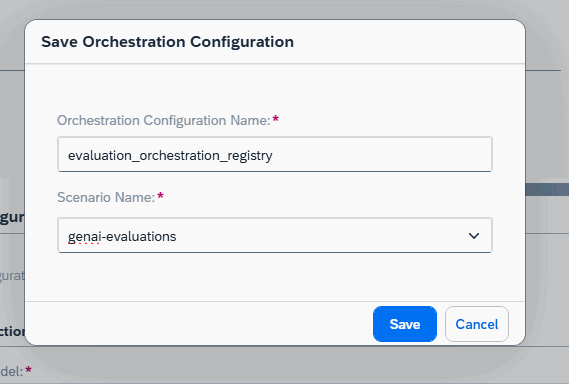 Save Orchestration Configuration
Orchestration Configuration Name:*
evaluation_orchestration_registry
Scenario Name:*
genai-evaluations
Save Cancel